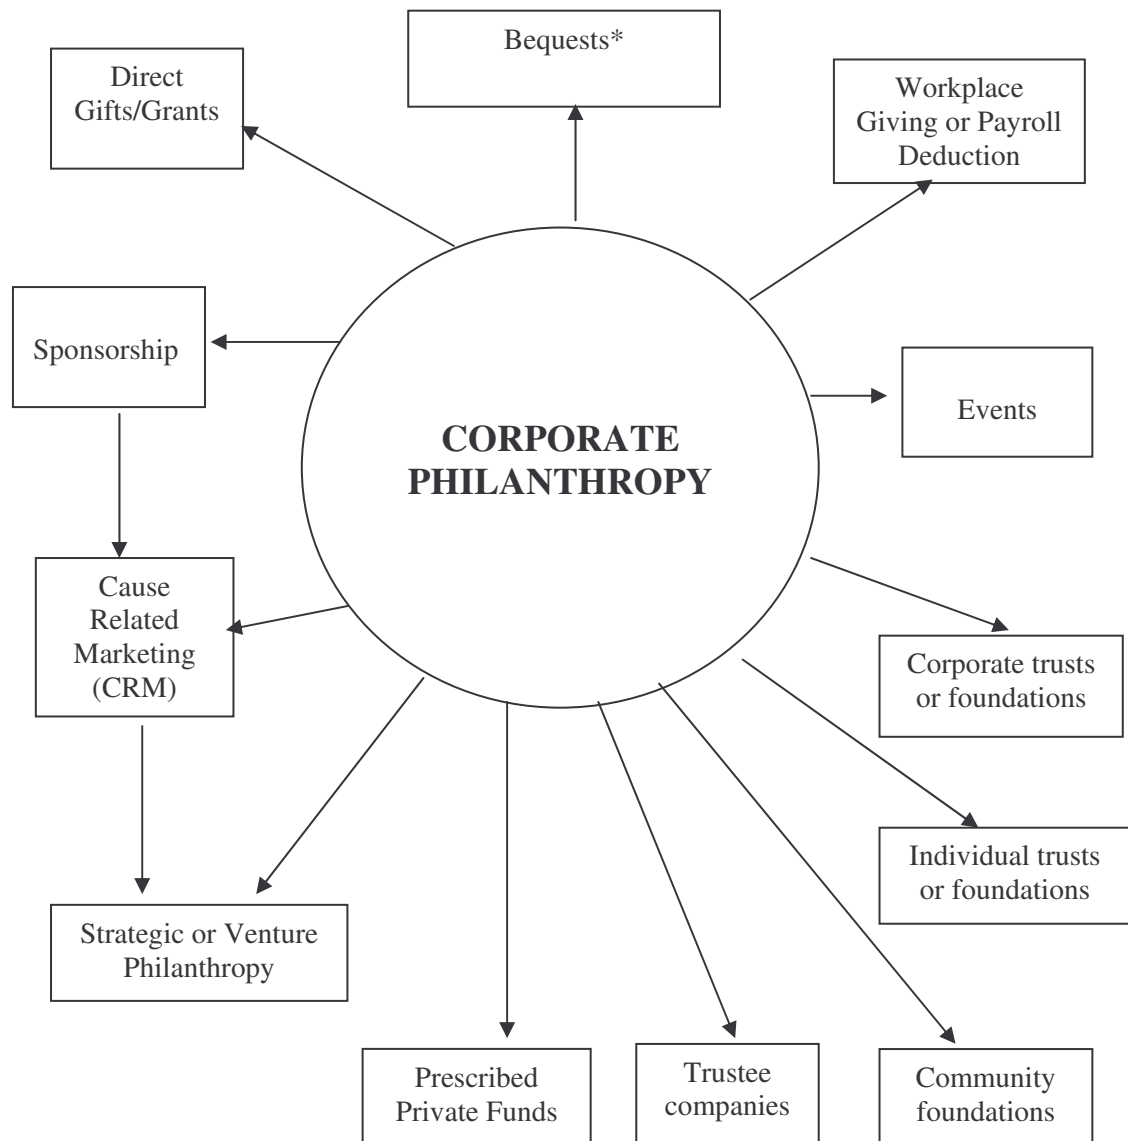 Bequests*
Direct
Gifts/Grants
Workplace
Giving or Payroll
Deduction
Sponsorship
Events
CORPORATE
PHILANTHROPY
Cause
Related
Marketing
(CRM)
Corporate trusts
or foundations
Individual trusts
or foundations
Strategic or Venture
Philanthropy
Prescribed
Private Funds
Trustee
companies
Community
foundations